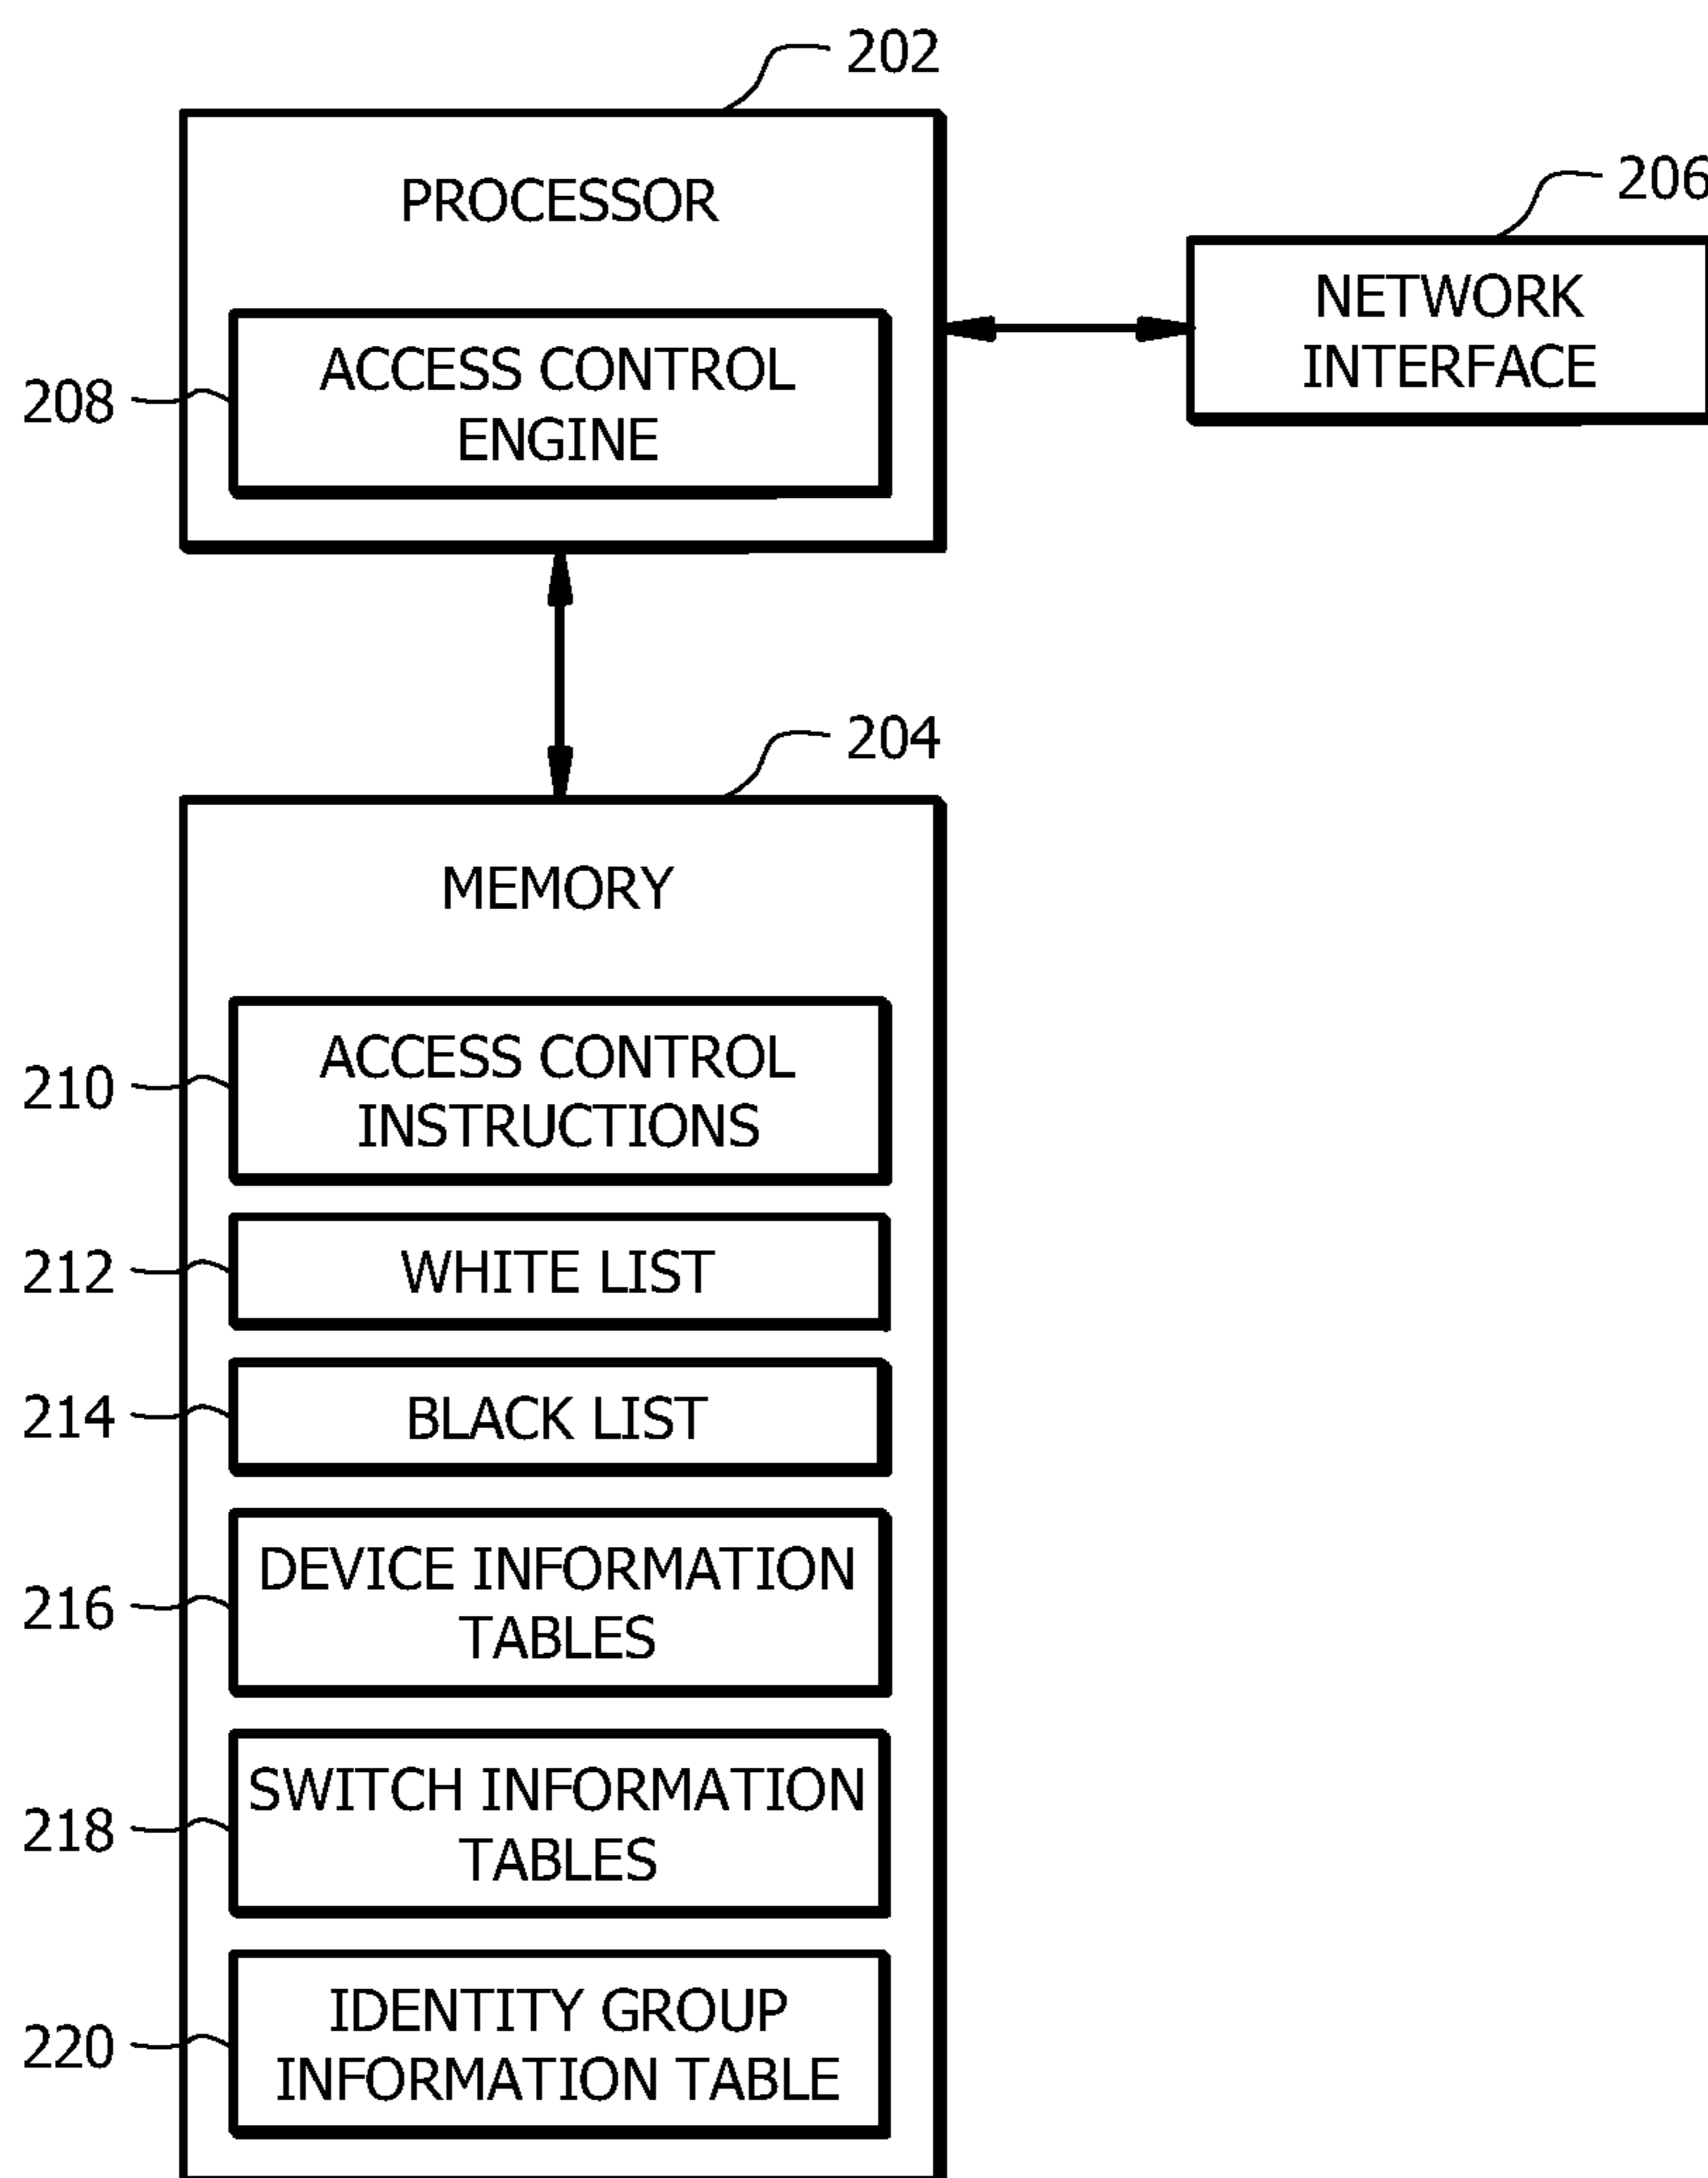 202
PROCESSOR
206
NETWORK
INTERFACE
208
ACCESS CONTROL
ENGINE
204
MEMORY
210
ACCESS CONTROL
INSTRUCTIONS
212
WHITE LIST
214
BLACK LIST
216
DEVICE INFORMATION
TABLES
218
SWITCH INFORMATION
TABLES
220
IDENTITY GROUP
INFORMATION TABLE